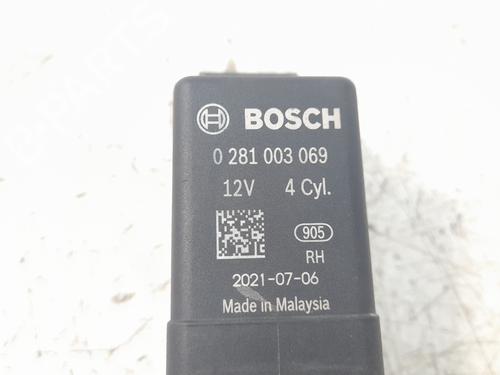 BOSCH
0 281 003 069
12V 4 Cyl.
905
RH
2021-07-06
Made in Malaysia